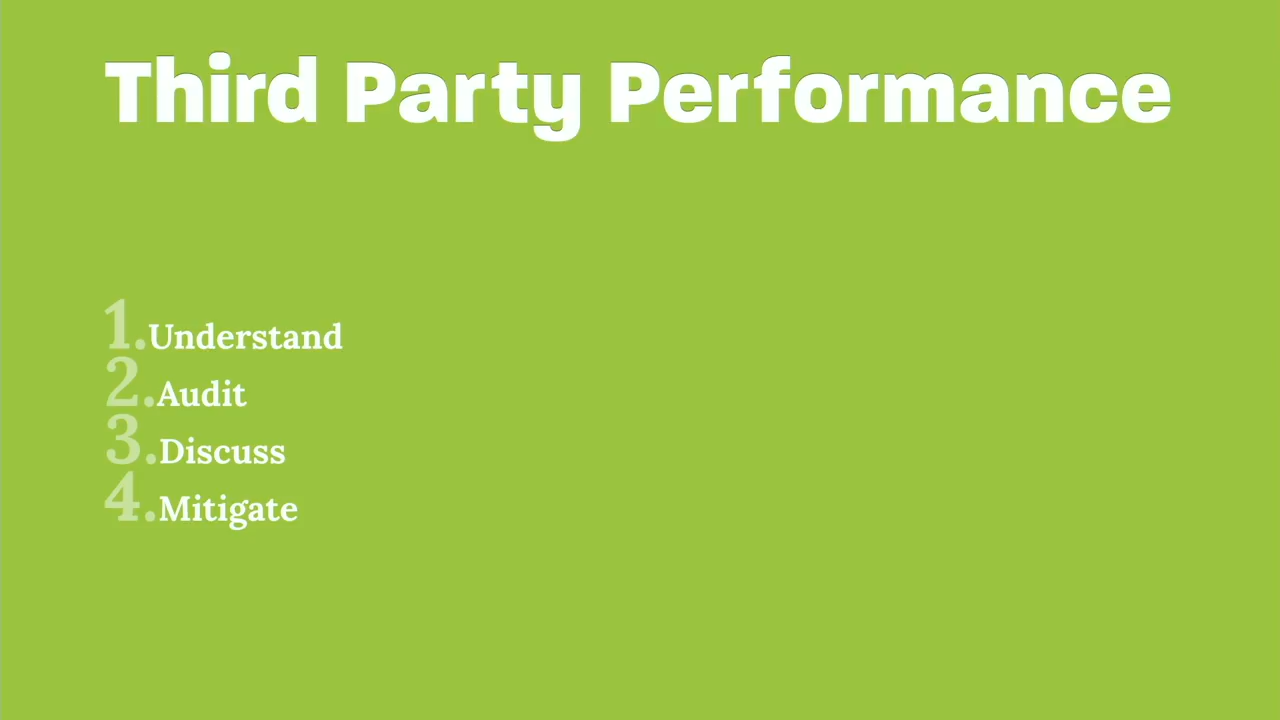 Third Party Performance
1. Understand
2. Audit
3. Discuss
4. Mitigate